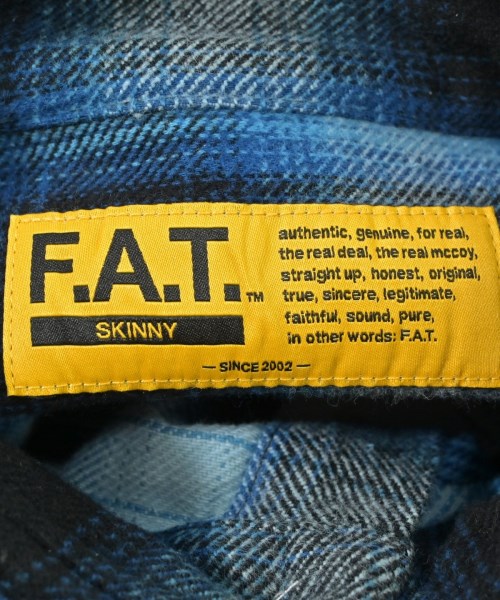 F.A.T.™
SKINNY
authentic, genuine, for real,
the real deal, the real mccoy,
straight up, honest, original,
true, sincere, legitimate,
faithful, sound, pure,
in other words: F.A.T.
— SINCE 2002 —